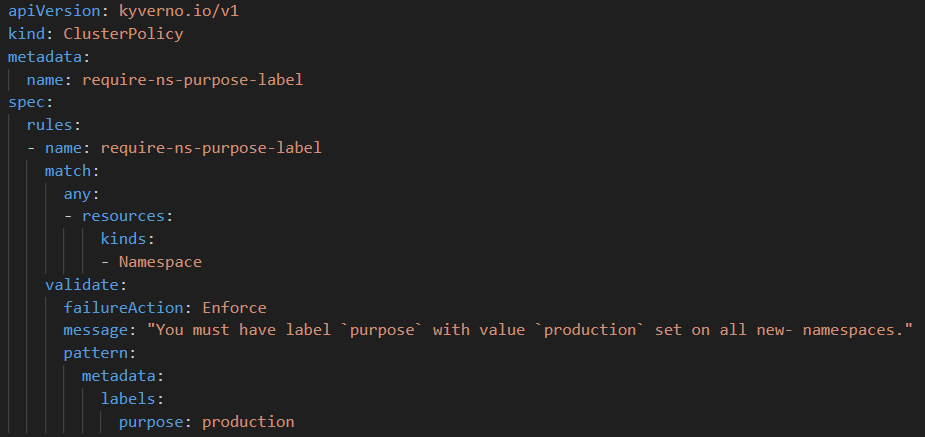 apiVersion: kyverno.io/v1
kind: ClusterPolicy
metadata:
  name: require-ns-purpose-label
spec:
  rules:
  - name: require-ns-purpose-label
    match:
      any:
      - resources:
          kinds:
          - Namespace
    validate:
      failureAction: Enforce
      message: "You must have label `purpose` with value `production` set on all new- namespaces."
      pattern:
        metadata:
          labels:
            purpose: production